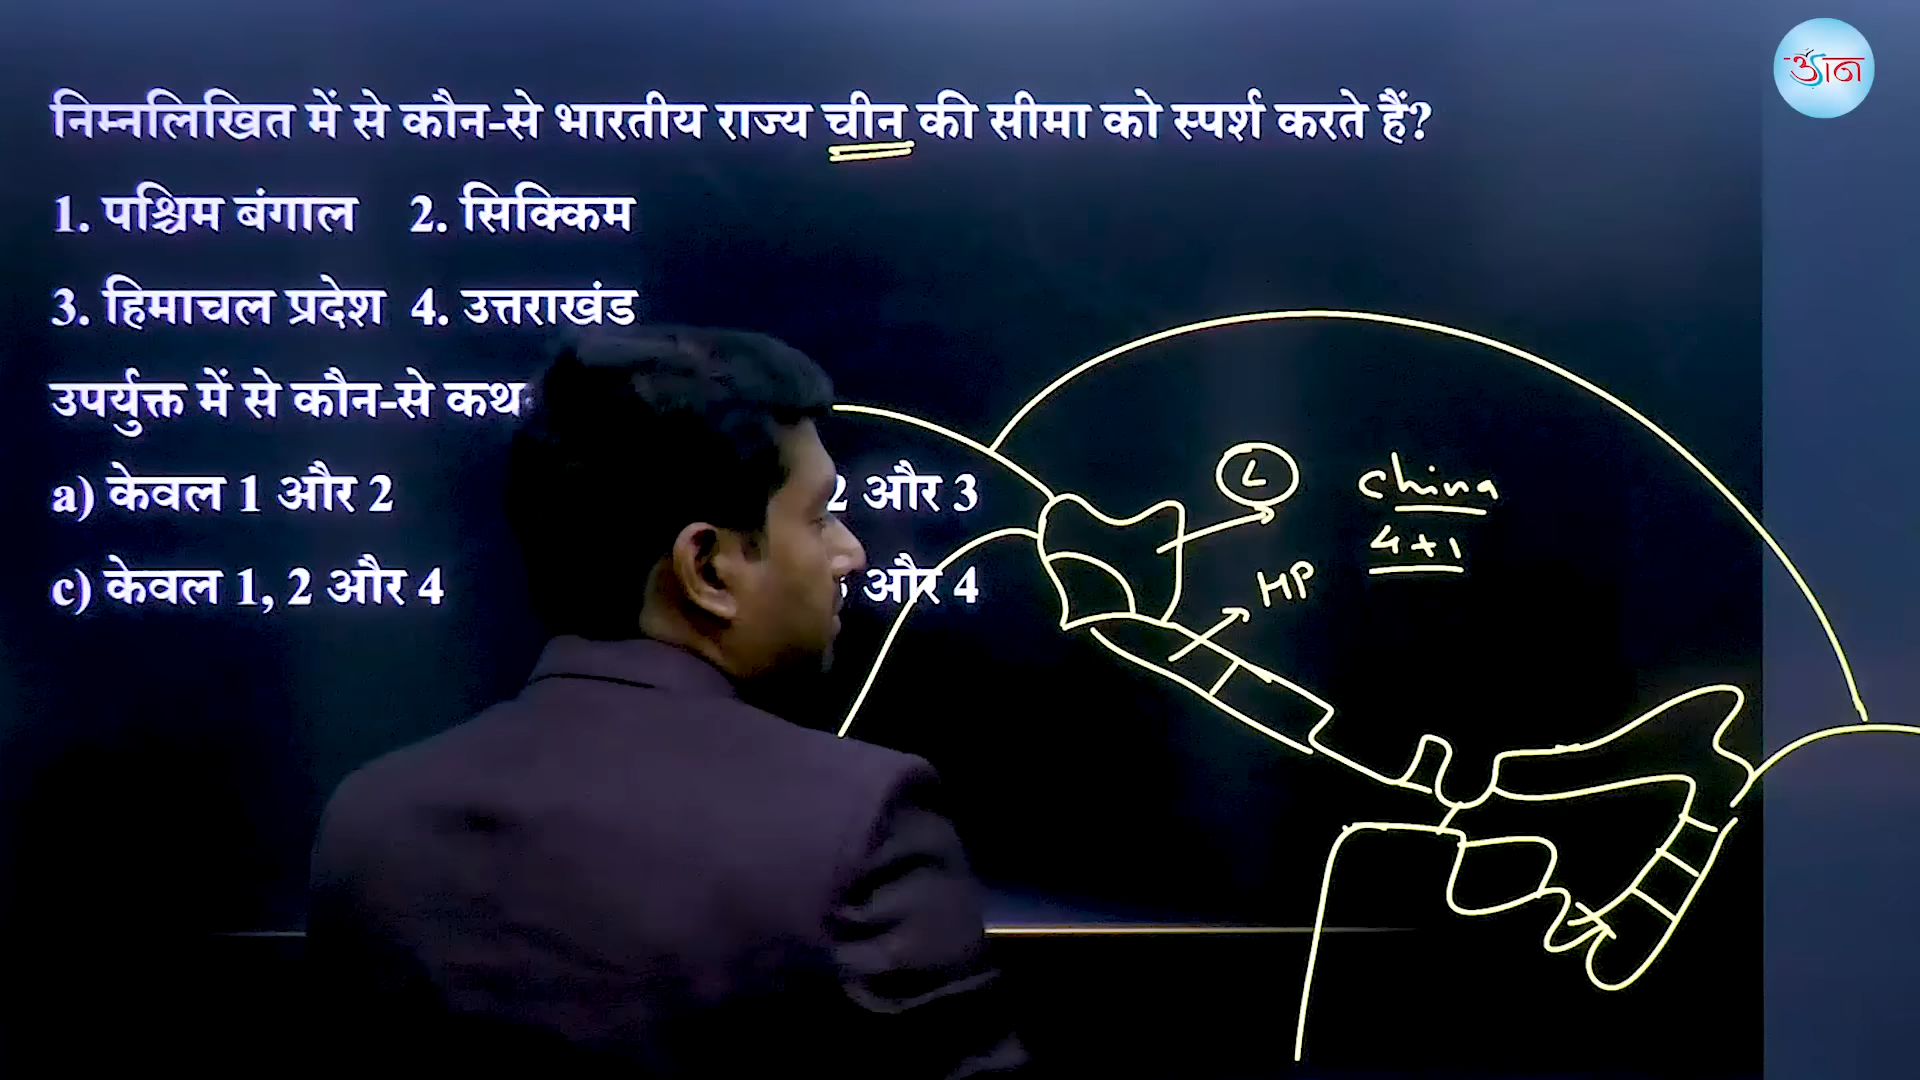 उड़ान
निम्नलिखित में से कौन-से भारतीय राज्य चीन की सीमा को स्पर्श करते हैं?
1. पश्चिम बंगाल 2. सिक्किम
3. हिमाचल प्रदेश 4. उत्तराखंड
उपर्युक्त में से कौन-से
a) केवल 1 और 2
2 और 3
c) केवल 1, 2 और 4
और 4
L
China
4+1
HP